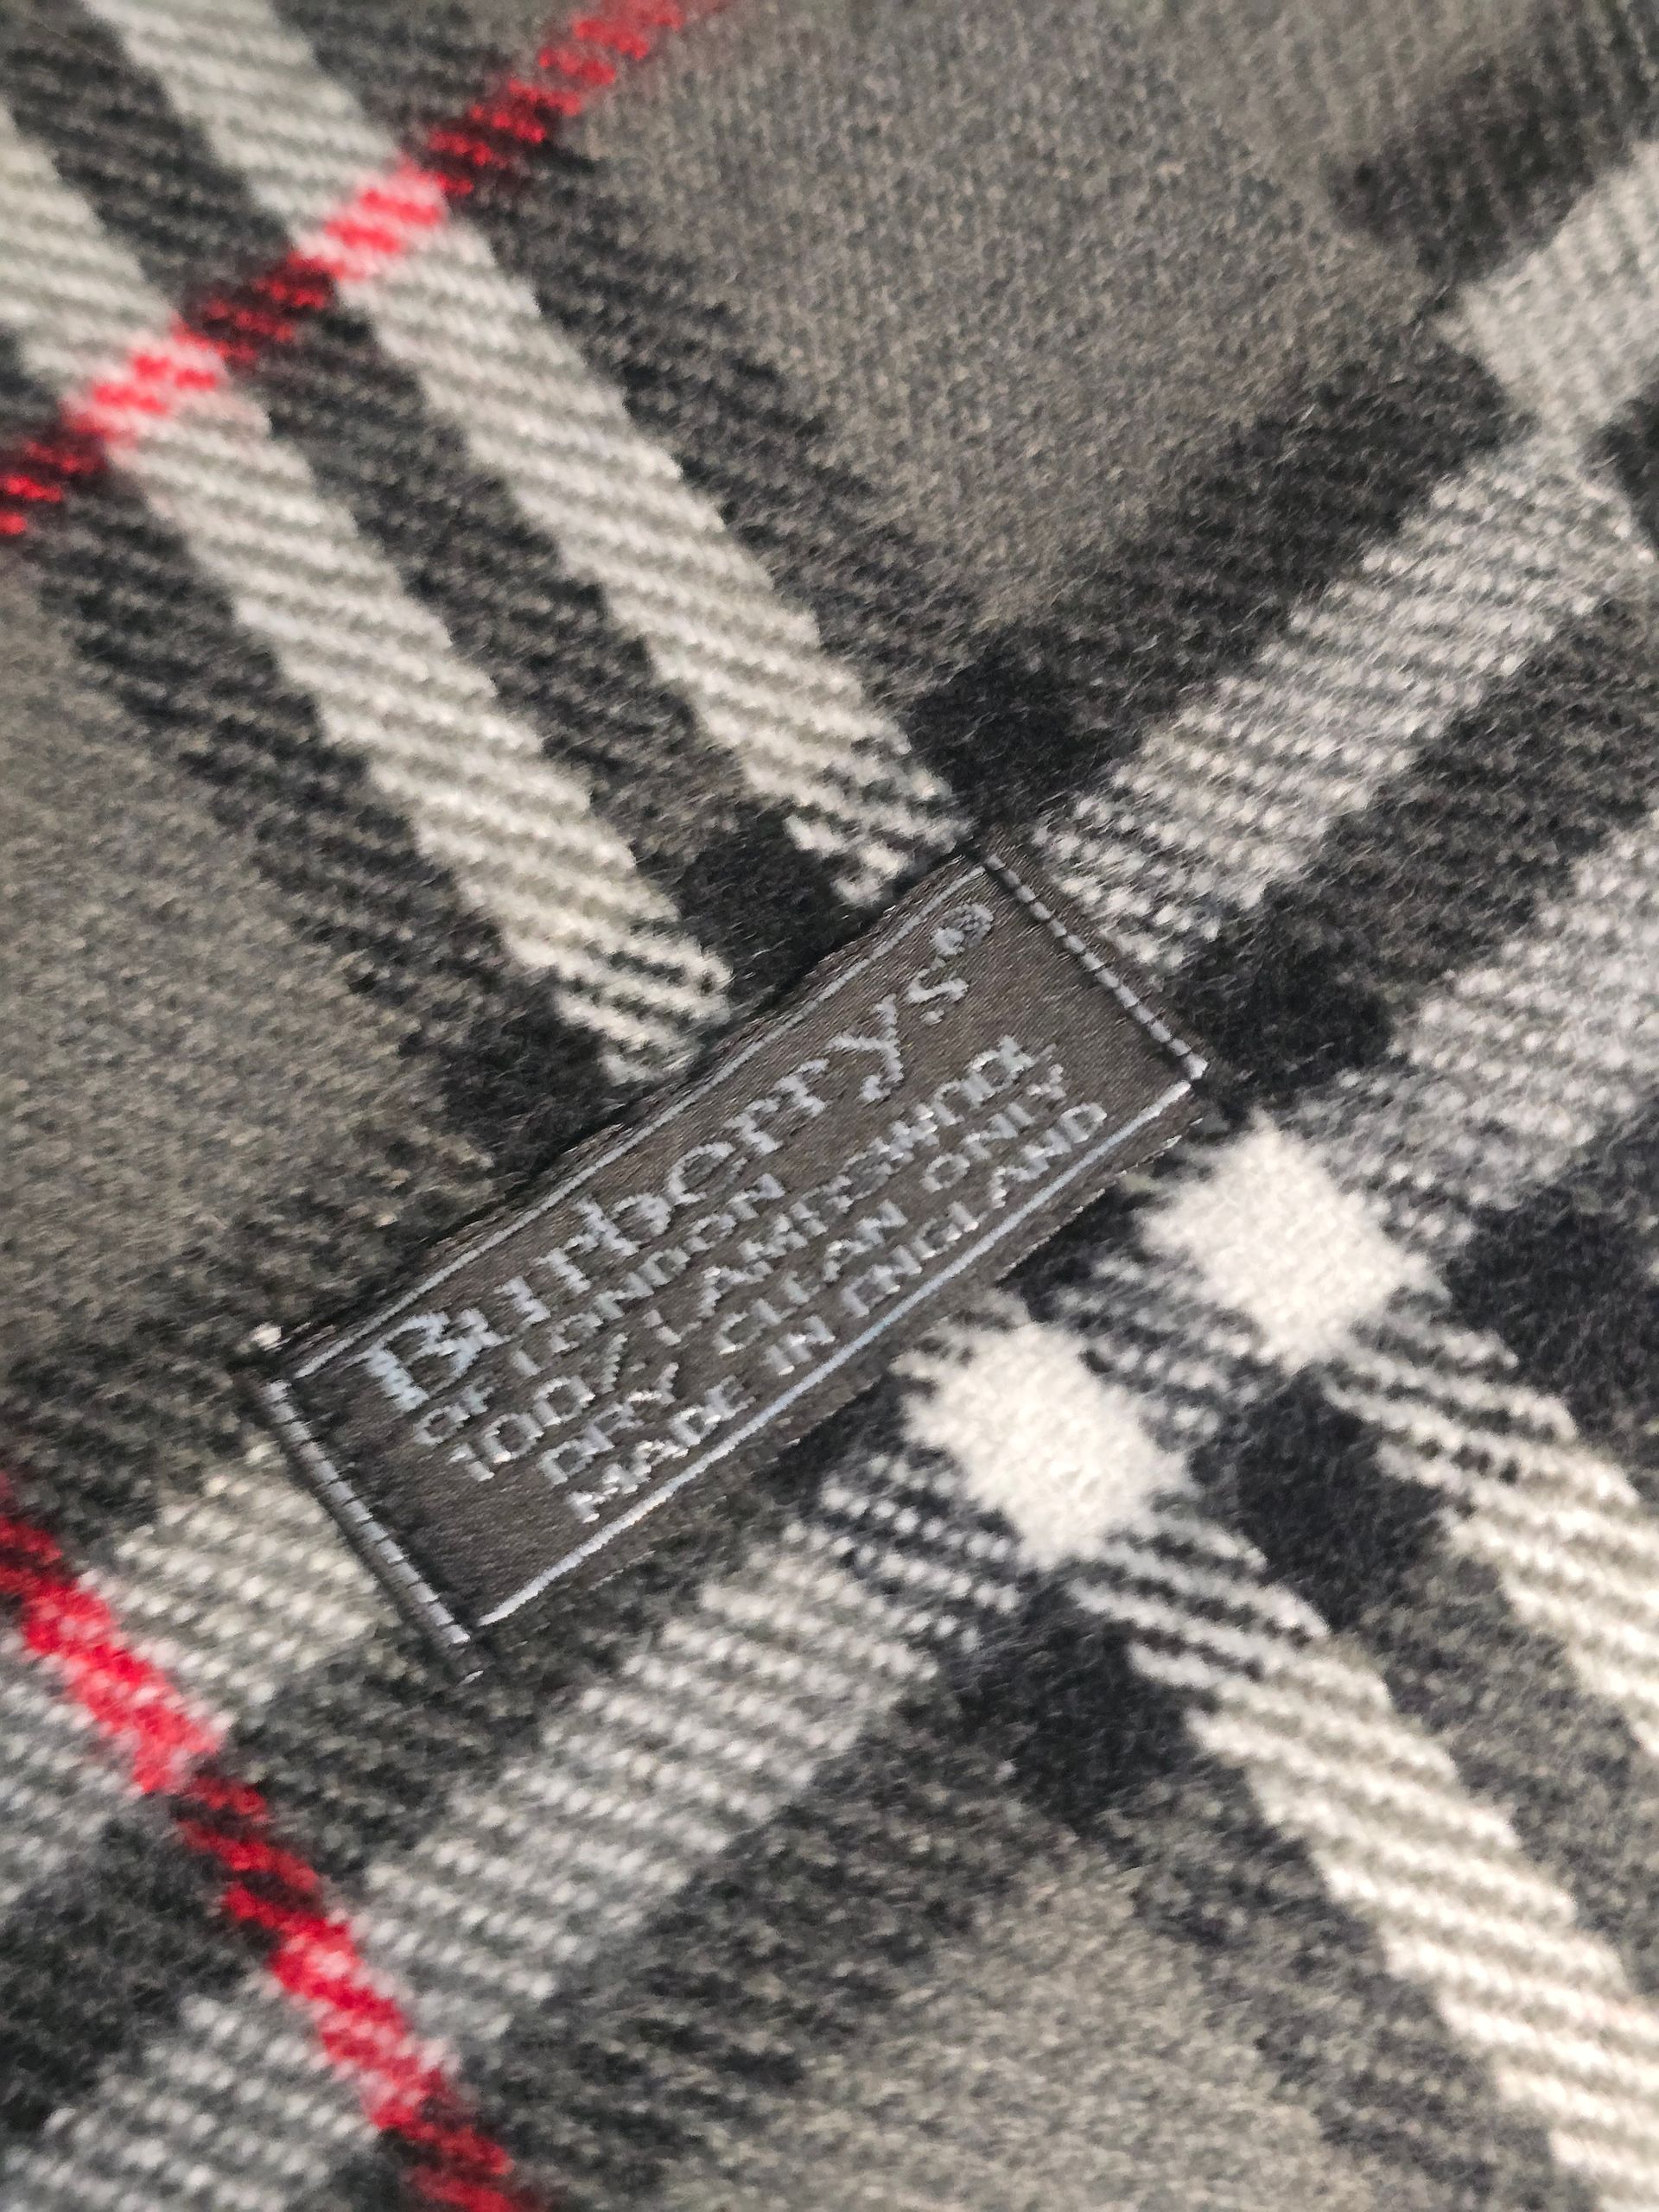 Burberrys®
OF LONDON
100% LAMBSWOOL
DRY CLEAN ONLY
MADE IN ENGLAND